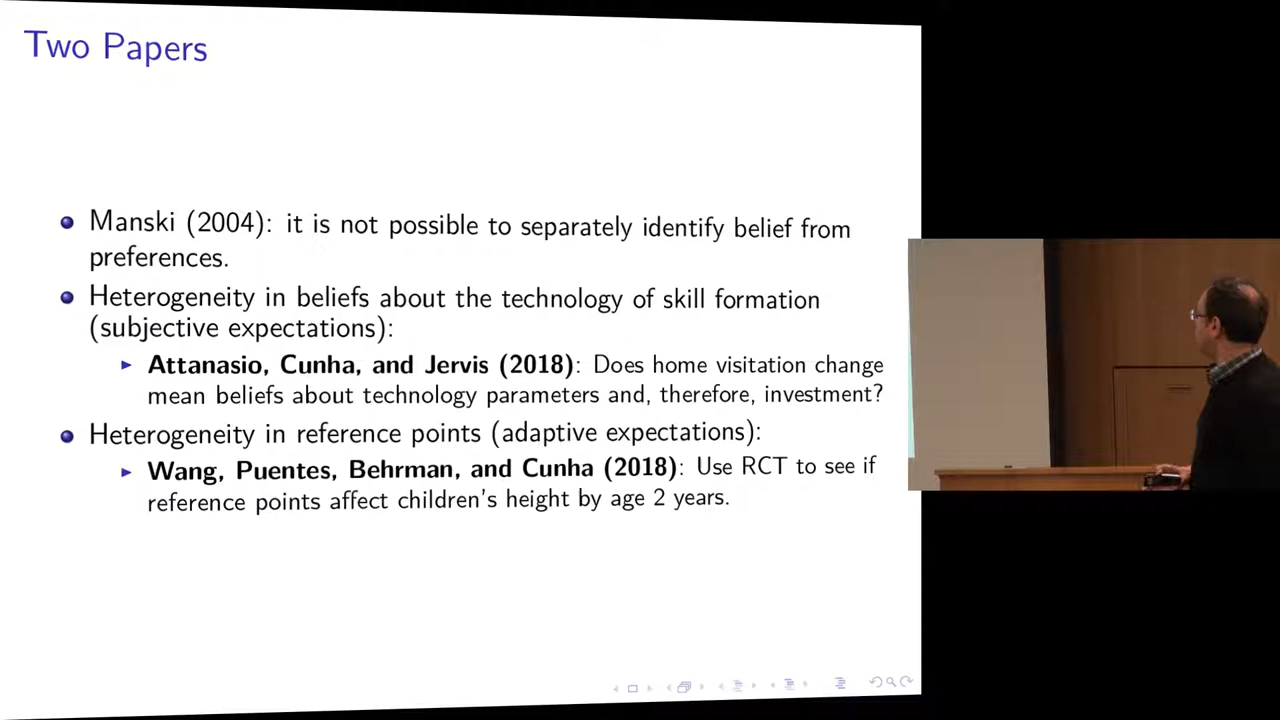 Two Papers
Manski (2004): it is not possible to separately identify belief from
preferences.
Heterogeneity in beliefs about the technology of skill formation
(subjective expectations):
Attanasio, Cunha, and Jervis (2018): Does home visitation change
mean beliefs about technology parameters and, therefore, investment?
Heterogeneity in reference points (adaptive expectations):
Wang, Puentes, Behrman, and Cunha (2018): Use RCT to see if
reference points affect children's height by age 2 years.